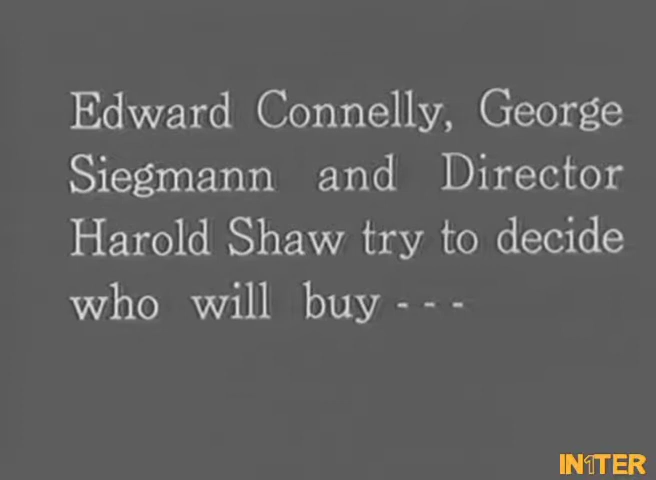 Edward Connelly, George
Siegmann and Director
Harold Shaw try to decide
who will buy - - -
IN1TER